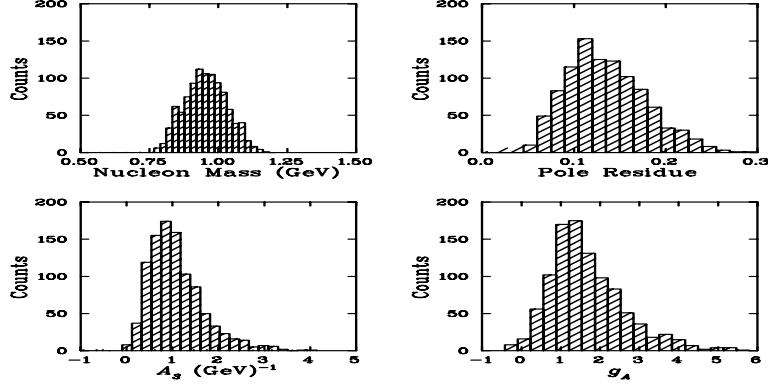 200 200
150 150
Counts 100 Counts 100
50 50
0 0
0.50 0.75 1.00 1.25 1.50 0.0 0.1 0.2 0.3
Nucleon Mass (GeV) Pole Residue
200 200
150 150
Counts 100 Counts 100
50 50
0 0
−1 0 1 2 3 4 5 −1 0 1 2 3 4 5 6
A_S (GeV)^−1 g_A